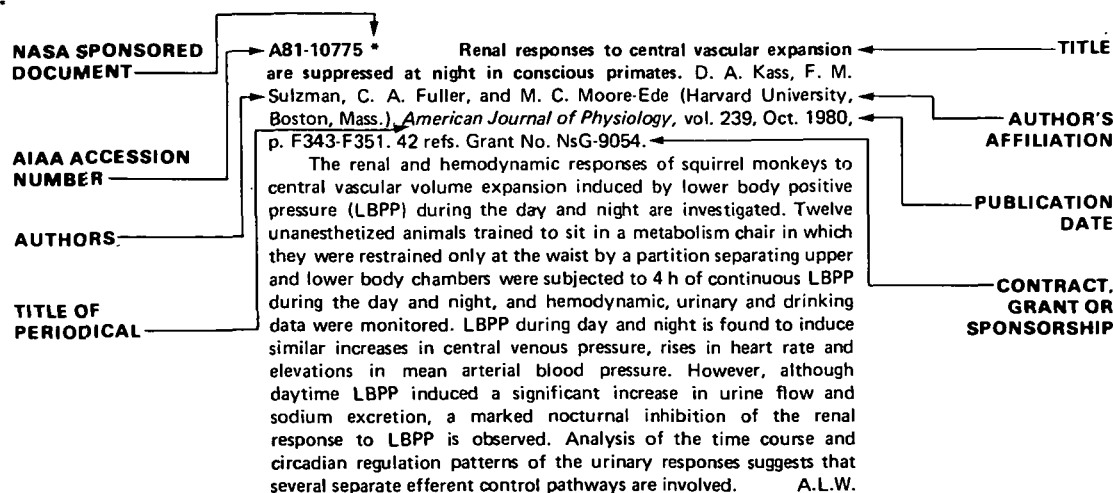 NASA SPONSORED
DOCUMENT
AIAA ACCESSION
NUMBER
AUTHORS
TITLE OF
PERIODICAL
A81-10775 * Renal responses to central vascular expansion
are suppressed at night in conscious primates. D. A. Kass, F. M.
Sulzman, C. A. Fuller, and M. C. Moore-Ede (Harvard University,
Boston, Mass.). American Journal of Physiology, vol. 239, Oct. 1980,
p. F343-F351. 42 refs. Grant No. NsG-9054.
The renal and hemodynamic responses of squirrel monkeys to
central vascular volume expansion induced by lower body positive
pressure (LBPP) during the day and night are investigated. Twelve
unanesthetized animals trained to sit in a metabolism chair in which
they were restrained only at the waist by a partition separating upper
and lower body chambers were subjected to 4 h of continuous LBPP
during the day and night, and hemodynamic, urinary and drinking
data were monitored. LBPP during day and night is found to induce
similar increases in central venous pressure, rises in heart rate and
elevations in mean arterial blood pressure. However, although
daytime LBPP induced a significant increase in urine flow and
sodium excretion, a marked nocturnal inhibition of the renal
response to LBPP is observed. Analysis of the time course and
circadian regulation patterns of the urinary responses suggests that
several separate efferent control pathways are involved. A.L.W.
TITLE
AUTHOR'S
AFFILIATION
PUBLICATION
DATE
CONTRACT,
GRANT OR
SPONSORSHIP